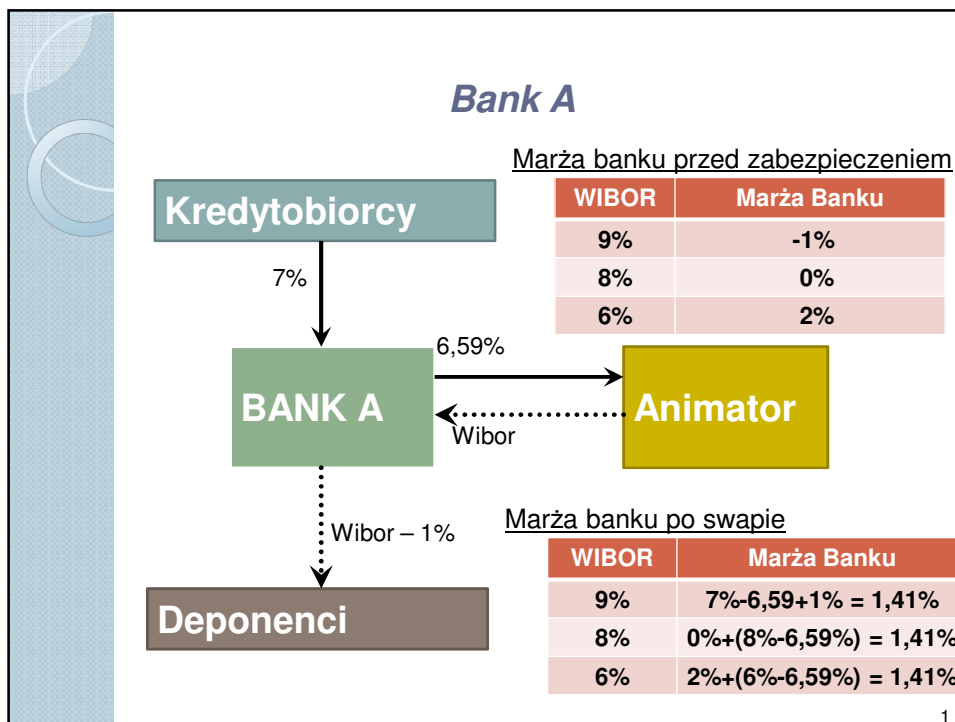 Bank A
Marża banku przed zabezpieczeniem
Kredytobiorcy
WIBOR Marża Banku
9% -1%
8% 0%
6% 2%
7%
6,59%
BANK A
Animator
Wibor
Wibor – 1%
Deponenci
Marża banku po swapie
WIBOR Marża Banku
9% 7%-6,59+1% = 1,41%
8% 0%+(8%-6,59%) = 1,41%
6% 2%+(6%-6,59%) = 1,41%
1